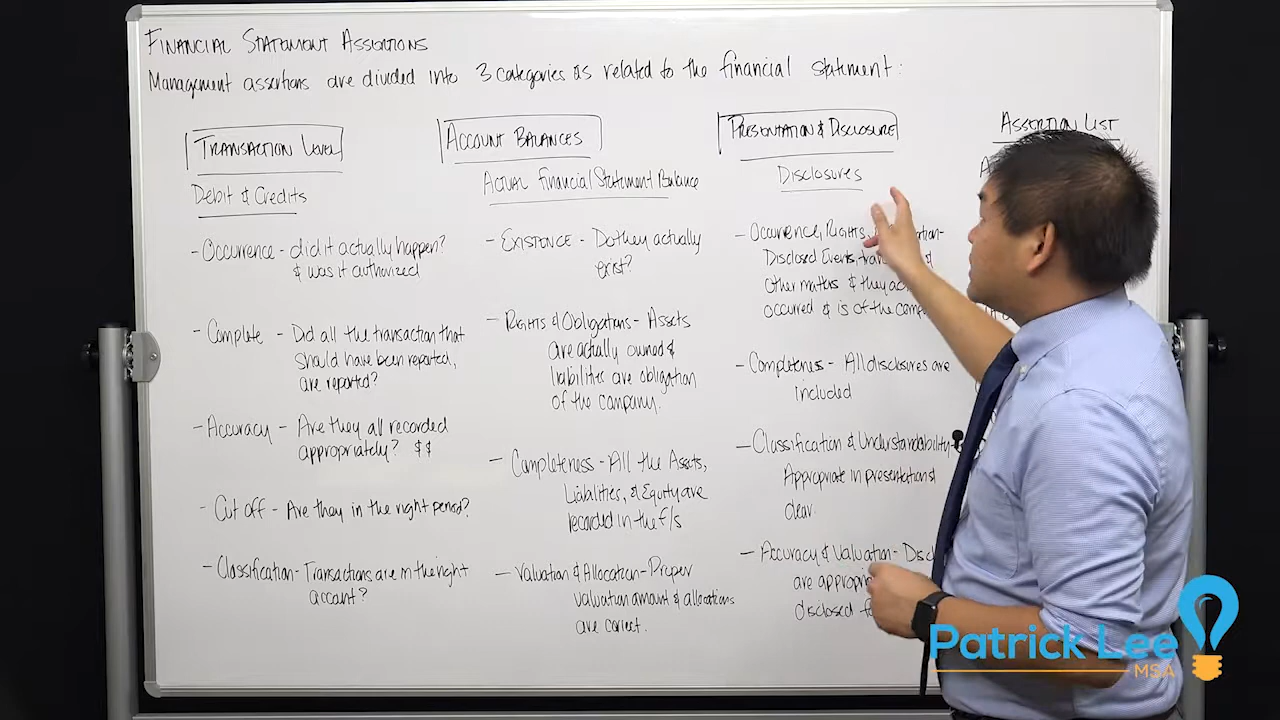 FINANCIAL STATEMENT ASSERTIONS
Management assertions are divided into 3 categories as related to the financial statement:
TRANSACTION LEVEL
Debit & Credits
- Occurrence - did it actually happen?
& was it authorized
- Complete - Did all the transaction that
should have been reported,
are reported?
- Accuracy - Are they all recorded
appropriately? $$
- Cut off - Are they in the right period?
- Classification - Transactions are in the right
account?
ACCOUNT BALANCES
Actual Financial Statement Balance
- EXISTENCE - Do they actually
exist?
- Rights & Obligations - Assets
are actually owned &
liabilities are obligation
of the company.
- Completeness - All the Assets,
Liabilities, & Equity are
recorded in the f/s
- Valuation & Allocation - Proper
valuation amount & allocations
are correct.
PRESENTATION & DISCLOSURE
Disclosures
- Occurrence, Rights,
Disclosed Events,
other matters & they
occurred & is of the
- Completeness - All disclosures are
included
- Classification & Understandability -
Appropriate in presentation &
clear.
- Accuracy & Valuation -
are
disclosed
ASSERTION LIST
Patrick Lee
MSA